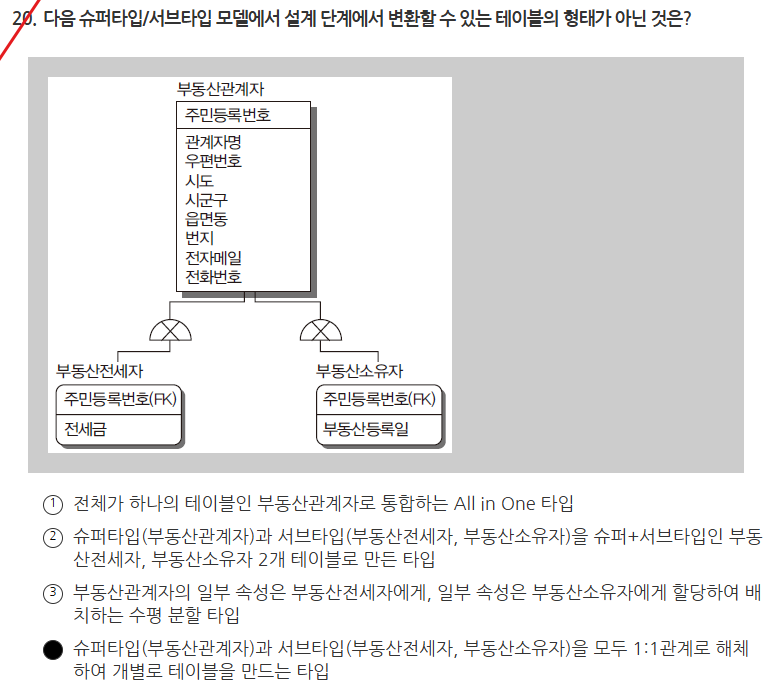 20. 다음 슈퍼타입/서브타입 모델에서 설계 단계에서 변환할 수 있는 테이블의 형태가 아닌 것은?
부동산관계자
주민등록번호
관계자명
우편번호
시도
시군구
읍면동
번지
전자메일
전화번호
부동산전세자
주민등록번호(FK)
전세금
부동산소유자
주민등록번호(FK)
부동산등록일
① 전체가 하나의 테이블인 부동산관계자로 통합하는 All in One 타입
② 슈퍼타입(부동산관계자)과 서브타입(부동산전세자, 부동산소유자)을 슈퍼+서브타입인 부동
산전세자, 부동산소유자 2개 테이블로 만든 타입
③ 부동산관계자의 일부 속성은 부동산전세자에게, 일부 속성은 부동산소유자에게 할당하여 배
치하는 수평 분할 타입
● 슈퍼타입(부동산관계자)과 서브타입(부동산전세자, 부동산소유자)을 모두 1:1관계로 해체
하여 개별로 테이블을 만드는 타입